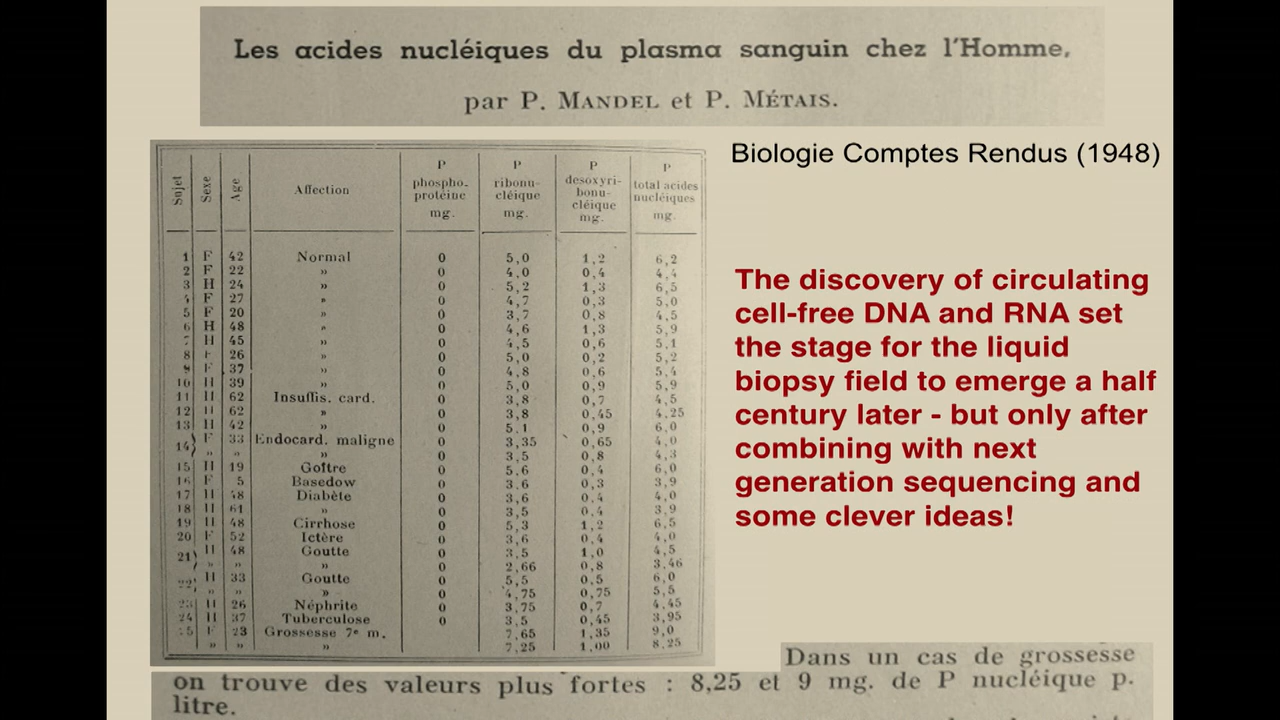 Les acides nucléiques du plasma sanguin chez l'Homme,
par P. MANDEL et P. MÉTAIS.
Biologie Comptes Rendus (1948)
Sujet Sexe Age Affection P phospho-protéine mg. P ribonu-cléique mg. P desoxyri-bonu-cléique mg. P total acides nucléiques mg.
1 F 42 Normal 0 5,0 1,2 6,2
2 F 22 » 0 4,0 0,4 4,4
3 H 24 » 0 5,2 1,3 6,5
4 F 27 » 0 4,7 0,3 5,0
5 F 20 » 0 3,7 0,8 4,5
6 H 48 » 0 4,6 1,3 5,9
7 H 45 » 0 4,5 0,6 5,1
8 F 26 » 0 5,0 0,2 5,2
9 F 37 » 0 4,8 0,6 5,4
10 H 39 » 0 5,0 0,9 5,9
11 H 62 Insuffis. card. 0 3,8 0,7 4,5
12 H 62 » 0 3,8 0,45 4,25
13 H 42 » 0 5.1 0,9 6,0
14} F 33 Endocard. maligne 0 3,35 0,65 4,0
» » » 0 3,5 0,8 4,3
15 H 19 Goître 0 5.6 0,4 6,0
16 F 5 Basedow 0 3.6 0,3 3,9
17 H 48 Diabète 0 3,6 0,4 4,0
18 H 61 » 0 3,5 0,4 3,9
19 H 48 Cirrhose 0 5,3 1,2 6,5
20 F 52 Ictère 0 3,6 0,4 4,0
21} H 48 Goutte 0 3,5 1,0 4,5
» » » 0 2,66 0,8 3,46
22} H 33 Goutte 0 5,5 0,5 6,0
» » » 0 4,75 0,75 5,5
23 H 26 Néphrite 0 3,75 0,7 4,45
24 H 37 Tuberculose 0 3,5 0,45 3,95
25 F 23 Grossesse 7e m. 7,65 1,35 9,0
» » » 7,25 1,00 8,25
The discovery of circulating
cell-free DNA and RNA set
the stage for the liquid
biopsy field to emerge a half
century later - but only after
combining with next
generation sequencing and
some clever ideas!
Dans un cas de grossesse
on trouve des valeurs plus fortes : 8,25 et 9 mg. de P nucléique p.
litre.